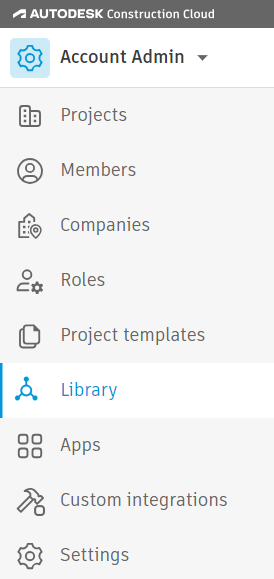 AUTODESK Construction Cloud
Account Admin
Projects
Members
Companies
Roles
Project templates
Library
Apps
Custom integrations
Settings